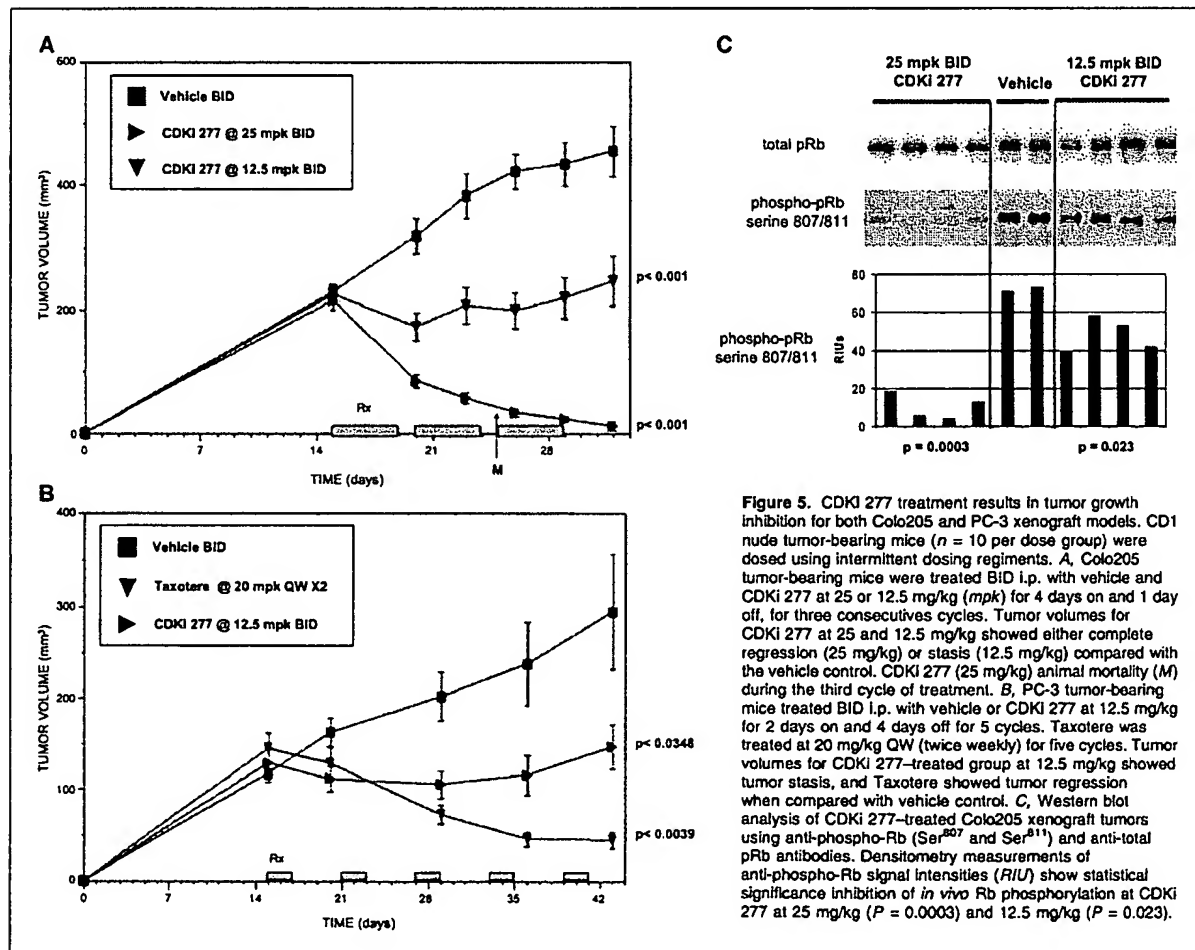 A
600
400
200
0
TUMOR VOLUME (mm³)
Vehicle BID
CDKI 277 @ 25 mpk BID
CDKI 277 @ 12.5 mpk BID
p< 0.001
p< 0.001
Rx
M
0 7 14 21 28
TIME (days)
B
400
300
200
100
0
TUMOR VOLUME (mm³)
Vehicle BID
Taxotere @ 20 mpk QW X2
CDKI 277 @ 12.5 mpk BID
p< 0.0348
p< 0.0039
Rx
0 7 14 21 28 35 42
TIME (days)
C
25 mpk BID
CDKI 277
Vehicle
12.5 mpk BID
CDKI 277
total pRb
phospho-pRb
serine 807/811
phospho-pRb
serine 807/811
RIUs
80
60
40
20
0
p = 0.0003
p = 0.023
Figure 5. CDKI 277 treatment results in tumor growth
inhibition for both Colo205 and PC-3 xenograft models. CD1
nude tumor-bearing mice (n = 10 per dose group) were
dosed using intermittent dosing regiments. A, Colo205
tumor-bearing mice were treated BID i.p. with vehicle and
CDKi 277 at 25 or 12.5 mg/kg (mpk) for 4 days on and 1 day
off, for three consecutives cycles. Tumor volumes for
CDKi 277 at 25 and 12.5 mg/kg showed either complete
regression (25 mg/kg) or stasis (12.5 mg/kg) compared with
the vehicle control. CDKi 277 (25 mg/kg) animal mortality (M)
during the third cycle of treatment. B, PC-3 tumor-bearing
mice treated BID i.p. with vehicle or CDKI 277 at 12.5 mg/kg
for 2 days on and 4 days off for 5 cycles. Taxotere was
treated at 20 mg/kg QW (twice weekly) for five cycles. Tumor
volumes for CDKI 277–treated group at 12.5 mg/kg showed
tumor stasis, and Taxotere showed tumor regression
when compared with vehicle control. C, Western blot
analysis of CDKi 277–treated Colo205 xenograft tumors
using anti-phospho-Rb (Ser⁸⁰⁷ and Ser⁸¹¹) and anti-total
pRb antibodies. Densitometry measurements of
anti-phospho-Rb signal intensities (RIU) show statistical
significance inhibition of in vivo Rb phosphorylation at CDKi
277 at 25 mg/kg (P = 0.0003) and 12.5 mg/kg (P = 0.023).